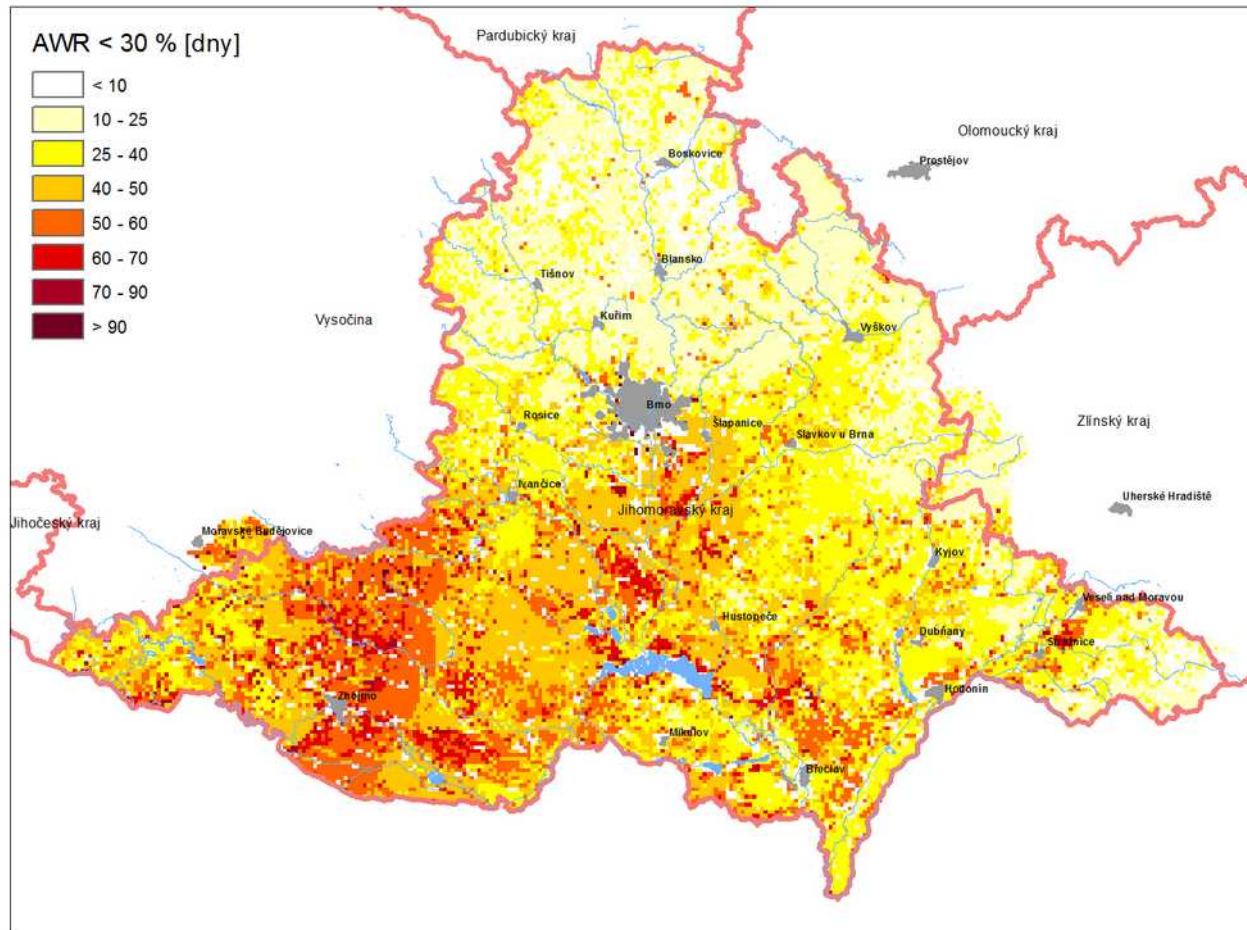 AWR < 30 % [dny]
< 10
10 - 25
25 - 40
40 - 50
50 - 60
60 - 70
70 - 90
> 90
Pardubický kraj
Olomoucký kraj
Boskovice
Prostějov
Blansko
Tišnov
Vysočina
Kuřim
Vyškov
Brno
Rosice
Šlapanice
Slavkov u Brna
Zlínský kraj
Ivančice
Uherské Hradiště
Jihomoravský kraj
Jihočeský kraj
Moravské Budějovice
Kyjov
Veselí nad Moravou
Hustopeče
Dubňany
Strážnice
Znojmo
Hodonín
Mikulov
Břeclav